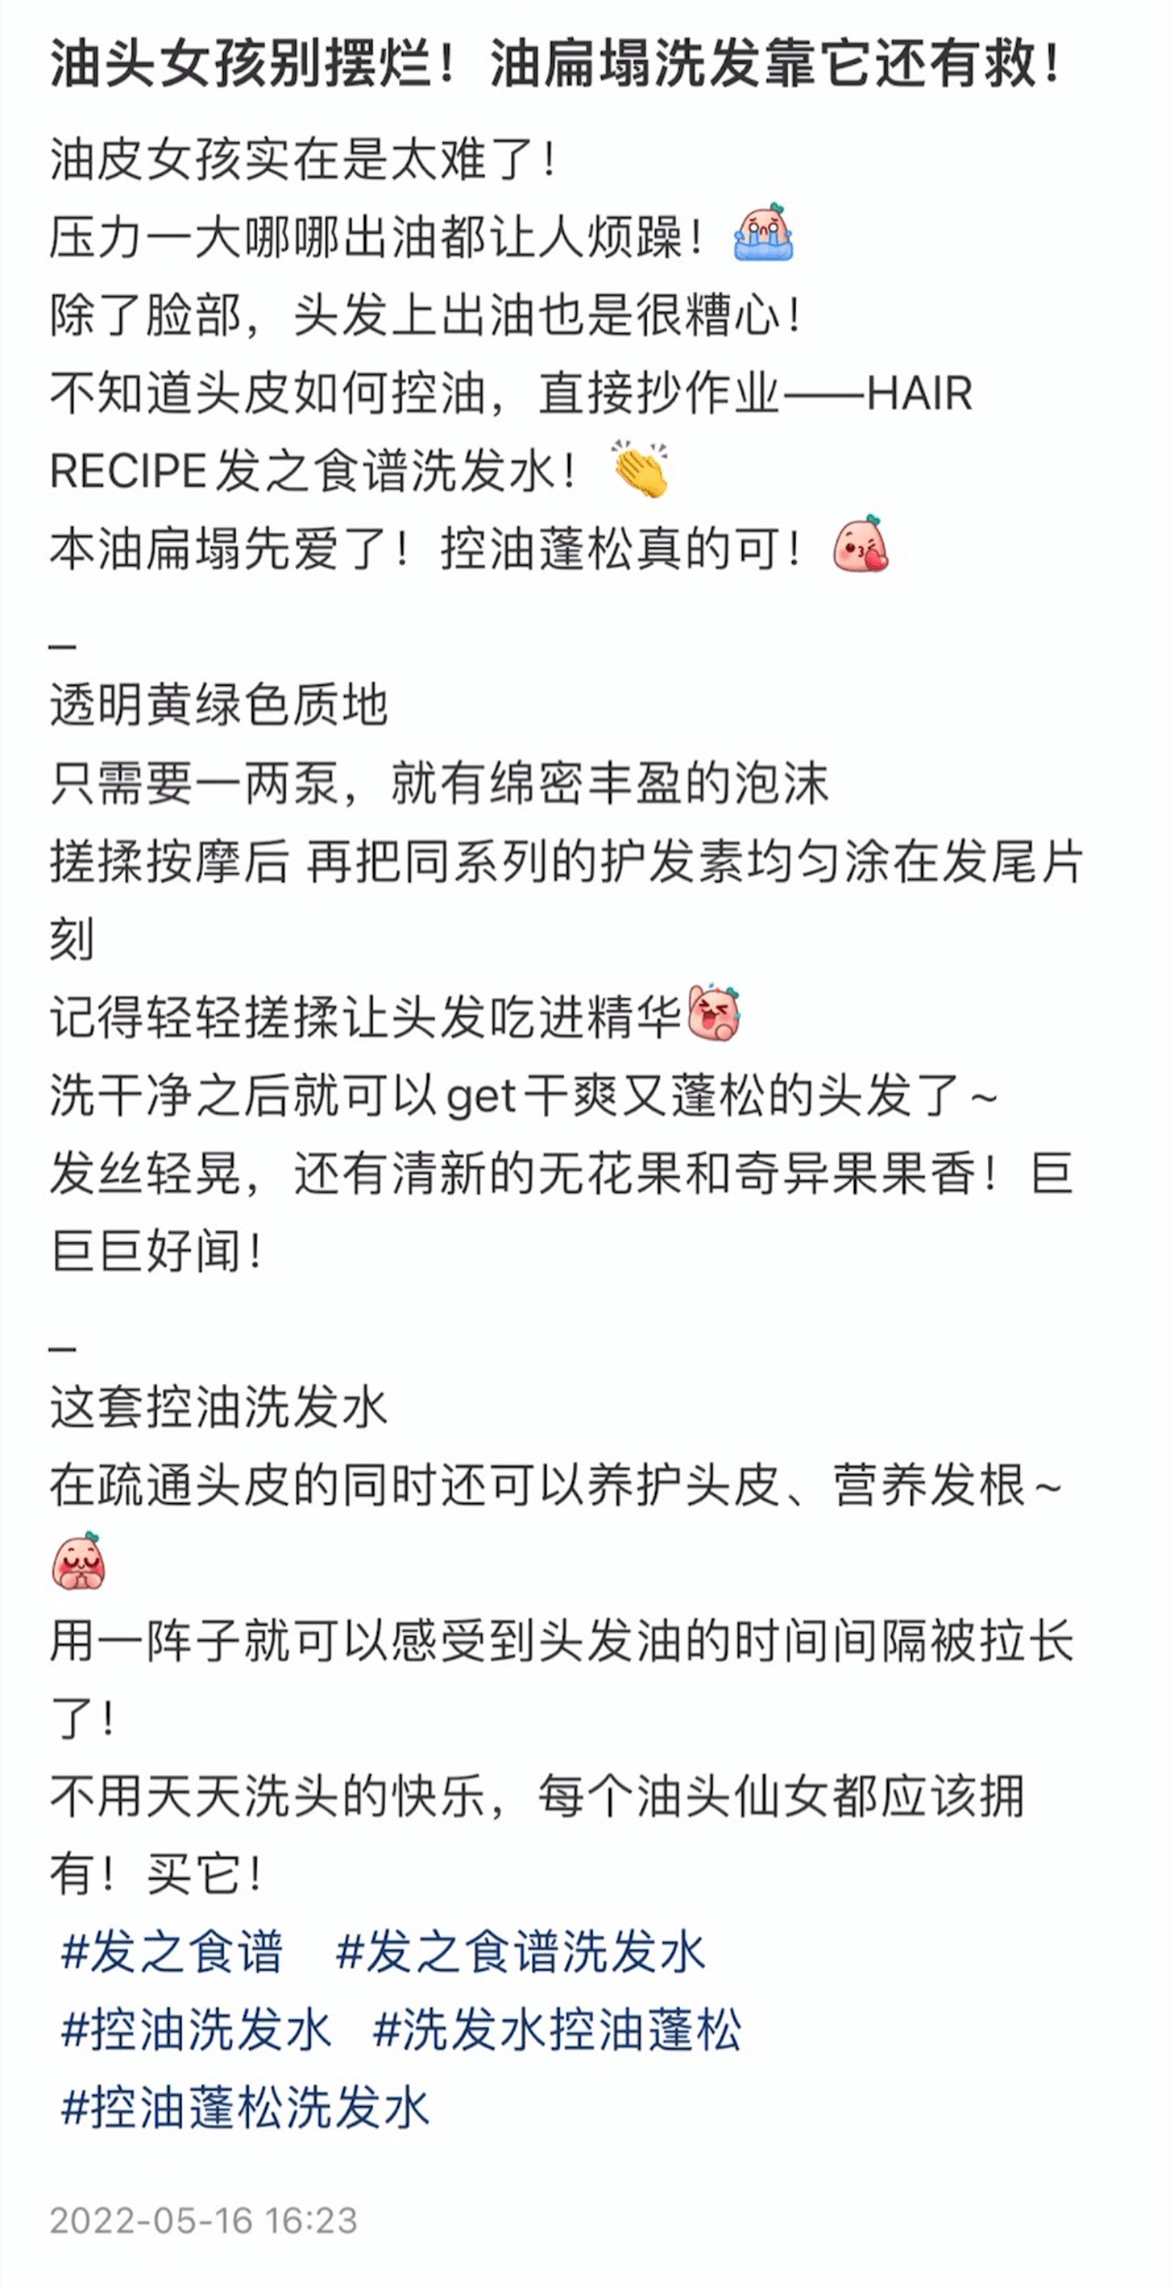 油头女孩别摆烂！油扁塌洗发靠它还有救！
油皮女孩实在是太难了！
压力一大哪哪出油都让人烦躁！
除了脸部，头发上出油也是很糟心！
不知道头皮如何控油，直接抄作业——HAIR
RECIPE发之食谱洗发水！👏
本油扁塌先爱了！控油蓬松真的可！
_
透明黄绿色质地
只需要一两泵，就有绵密丰盈的泡沫
搓揉按摩后 再把同系列的护发素均匀涂在发尾片
刻
记得轻轻搓揉让头发吃进精华
洗干净之后就可以get干爽又蓬松的头发了~
发丝轻晃，还有清新的无花果和奇异果果香！巨
巨巨好闻！
_
这套控油洗发水
在疏通头皮的同时还可以养护头皮、营养发根~
用一阵子就可以感受到头发油的时间间隔被拉长
了！
不用天天洗头的快乐，每个油头仙女都应该拥
有！买它！
#发之食谱 #发之食谱洗发水
#控油洗发水 #洗发水控油蓬松
#控油蓬松洗发水
2022-05-16 16:23